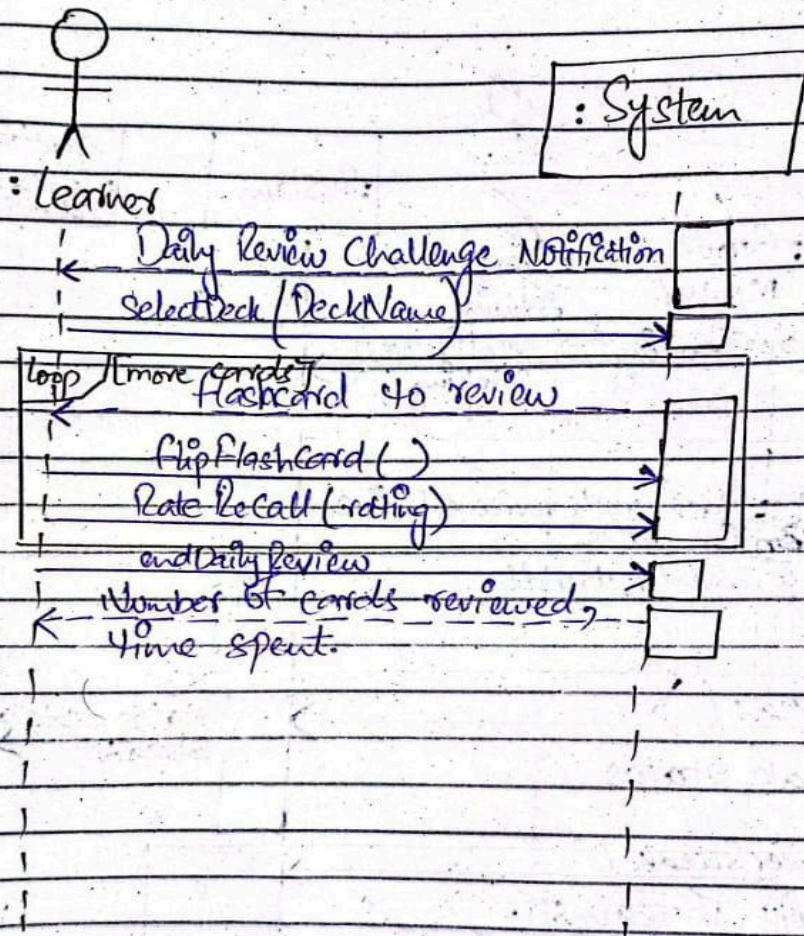 : System
: Learner
Daily Review Challenge Notification
SelectDeck (DeckName)
loop [more cards]
flashcard to review
flipFlashCard ( )
Rate Recall (rating)
endDailyReview
Number of cards reviewed,
time spent.